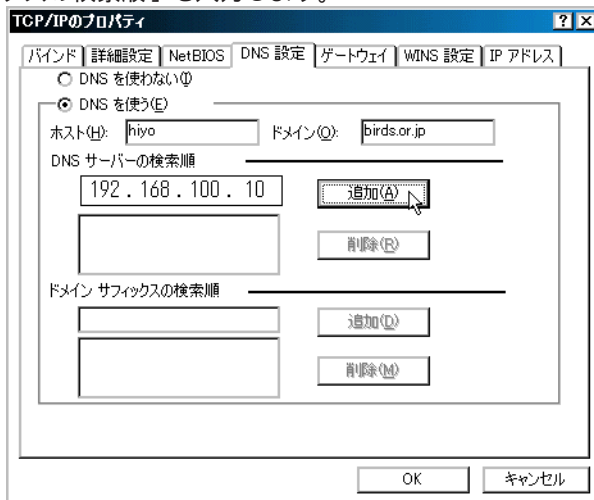 TCP/IPのプロパティ
バインド 詳細設定 NetBIOS DNS 設定 ゲートウェイ WINS 設定 IP アドレス
DNS を使わない(I)
DNS を使う(E)
ホスト(H): hiyo ドメイン(O): birds.or.jp
DNS サーバーの検索順
192 . 168 . 100 . 10 追加(A)
削除(R)
ドメイン サフィックスの検索順
追加(D)
削除(M)
OK キャンセル